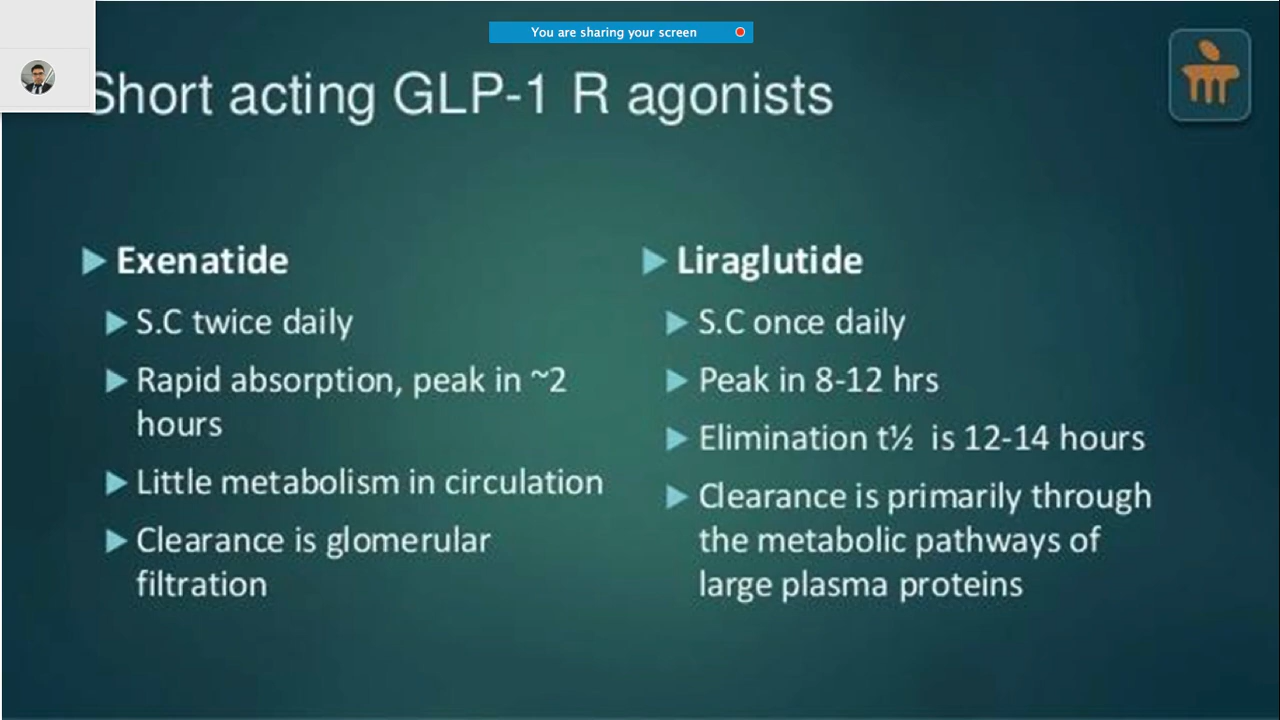 You are sharing your screen
Short acting GLP-1 R agonists
Exenatide
S.C twice daily
Rapid absorption, peak in ~2
hours
Little metabolism in circulation
Clearance is glomerular
filtration
Liraglutide
S.C once daily
Peak in 8-12 hrs
Elimination t½ is 12-14 hours
Clearance is primarily through
the metabolic pathways of
large plasma proteins